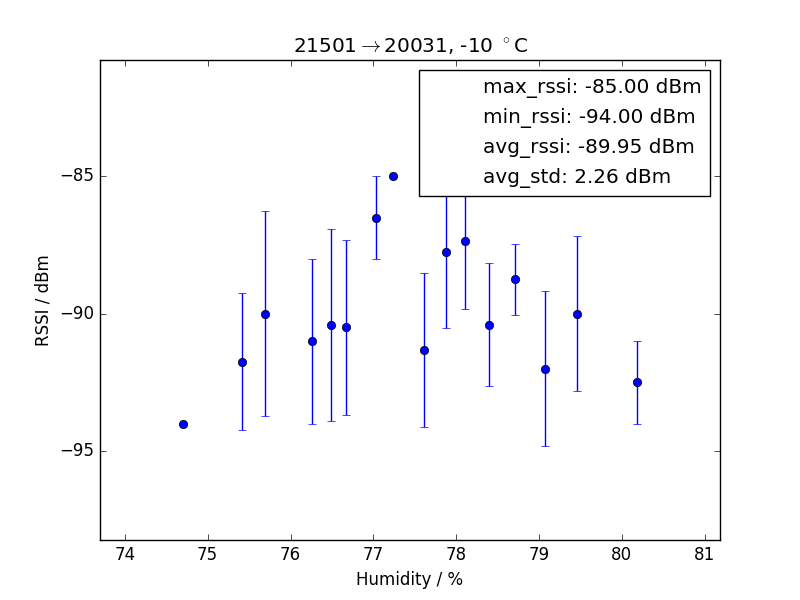 21501→20031, -10 °C
max_rssi: -85.00 dBm
min_rssi: -94.00 dBm
avg_rssi: -89.95 dBm
avg_std: 2.26 dBm
RSSI / dBm
−85
−90
−95
74 75 76 77 78 79 80 81
Humidity / %